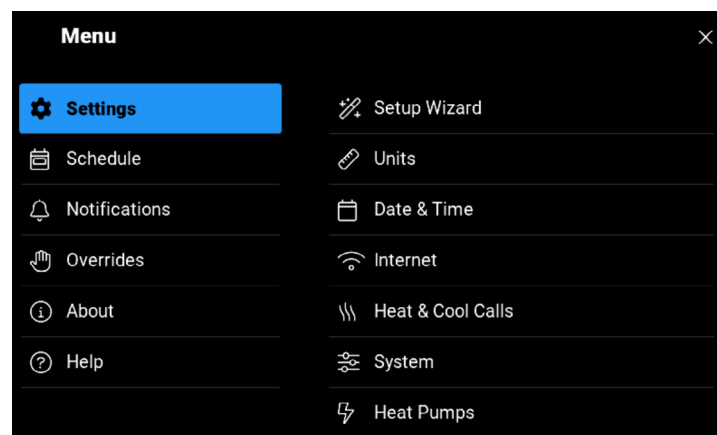 Menu
Settings
Schedule
Notifications
Overrides
About
Help
Setup Wizard
Units
Date & Time
Internet
Heat & Cool Calls
System
Heat Pumps